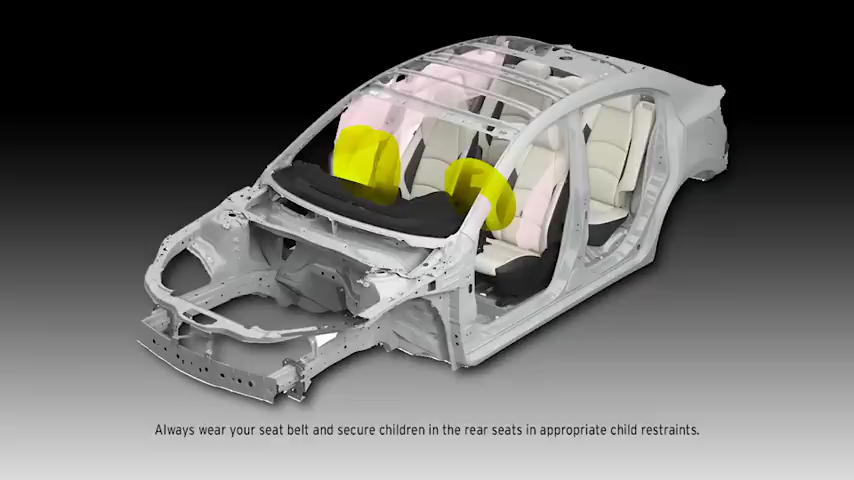 Always wear your seat belt and secure children in the rear seats in appropriate child restraints.